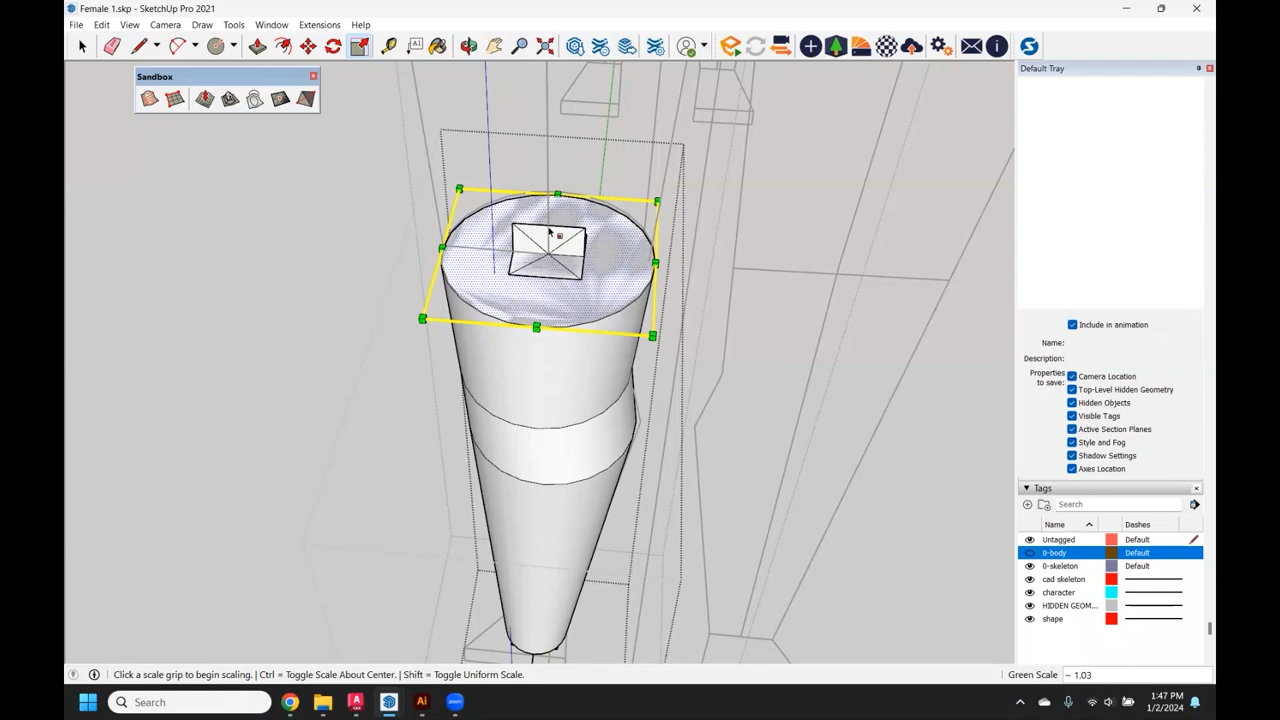 Female 1.skp - SketchUp Pro 2021
File Edit View Camera Draw Tools Window Extensions Help
Sandbox
Default Tray
Include in animation
Name:
Description:
Properties to save:
Camera Location
Top-Level Hidden Geometry
Hidden Objects
Visible Tags
Active Section Planes
Style and Fog
Shadow Settings
Axes Location
Tags
Search
Name Dashes
Untagged Default
0-body Default
0-skeleton Default
cad skeleton
character
HIDDEN GEOM...
shape
Click a scale grip to begin scaling. | Ctrl = Toggle Scale About Center. | Shift = Toggle Uniform Scale.
Green Scale ~ 1.03
Search
1:47 PM
1/2/2024